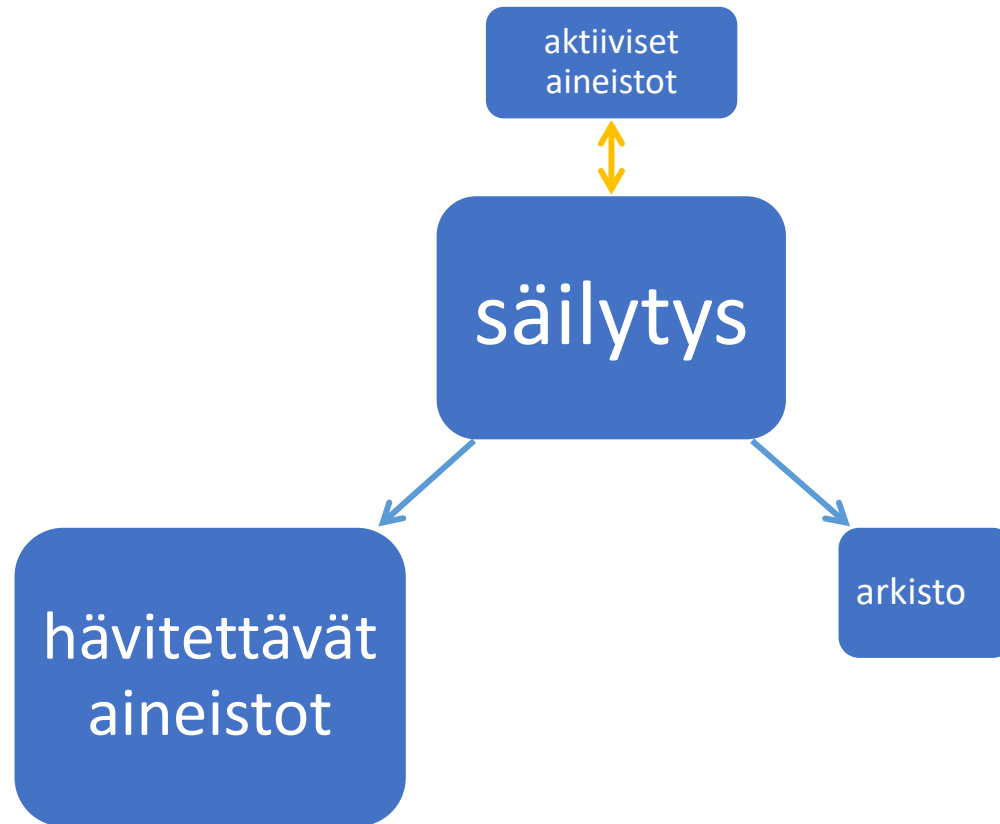 aktiiviset
aineistot
säilytys
hävitettävät
aineistot
arkisto